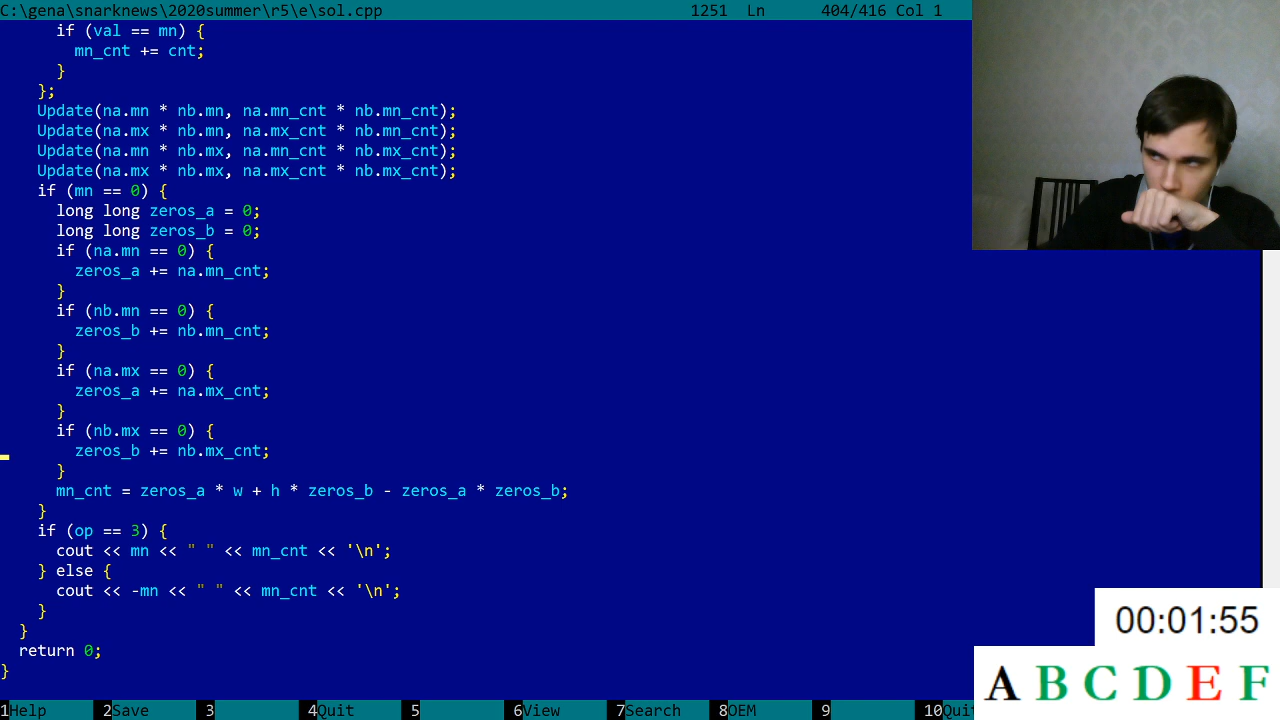 C:\gena\snarknews\2020summer\r5\e\sol.cpp 1251 Ln 404/416 Col 1
if (val == mn) {
mn_cnt += cnt;
}
};
Update(na.mn * nb.mn, na.mn_cnt * nb.mn_cnt);
Update(na.mx * nb.mn, na.mx_cnt * nb.mn_cnt);
Update(na.mn * nb.mx, na.mn_cnt * nb.mx_cnt);
Update(na.mx * nb.mx, na.mx_cnt * nb.mx_cnt);
if (mn == 0) {
long long zeros_a = 0;
long long zeros_b = 0;
if (na.mn == 0) {
zeros_a += na.mn_cnt;
}
if (nb.mn == 0) {
zeros_b += nb.mn_cnt;
}
if (na.mx == 0) {
zeros_a += na.mx_cnt;
}
if (nb.mx == 0) {
zeros_b += nb.mx_cnt;
}
mn_cnt = zeros_a * w + h * zeros_b - zeros_a * zeros_b;
}
if (op == 3) {
cout << mn << " " << mn_cnt << '\n';
} else {
cout << -mn << " " << mn_cnt << '\n';
}
}
return 0;
}
00:01:55
A B C D E F
1Help 2Save 3 4Quit 5 6View 7Search 8OEM 9 10Quit